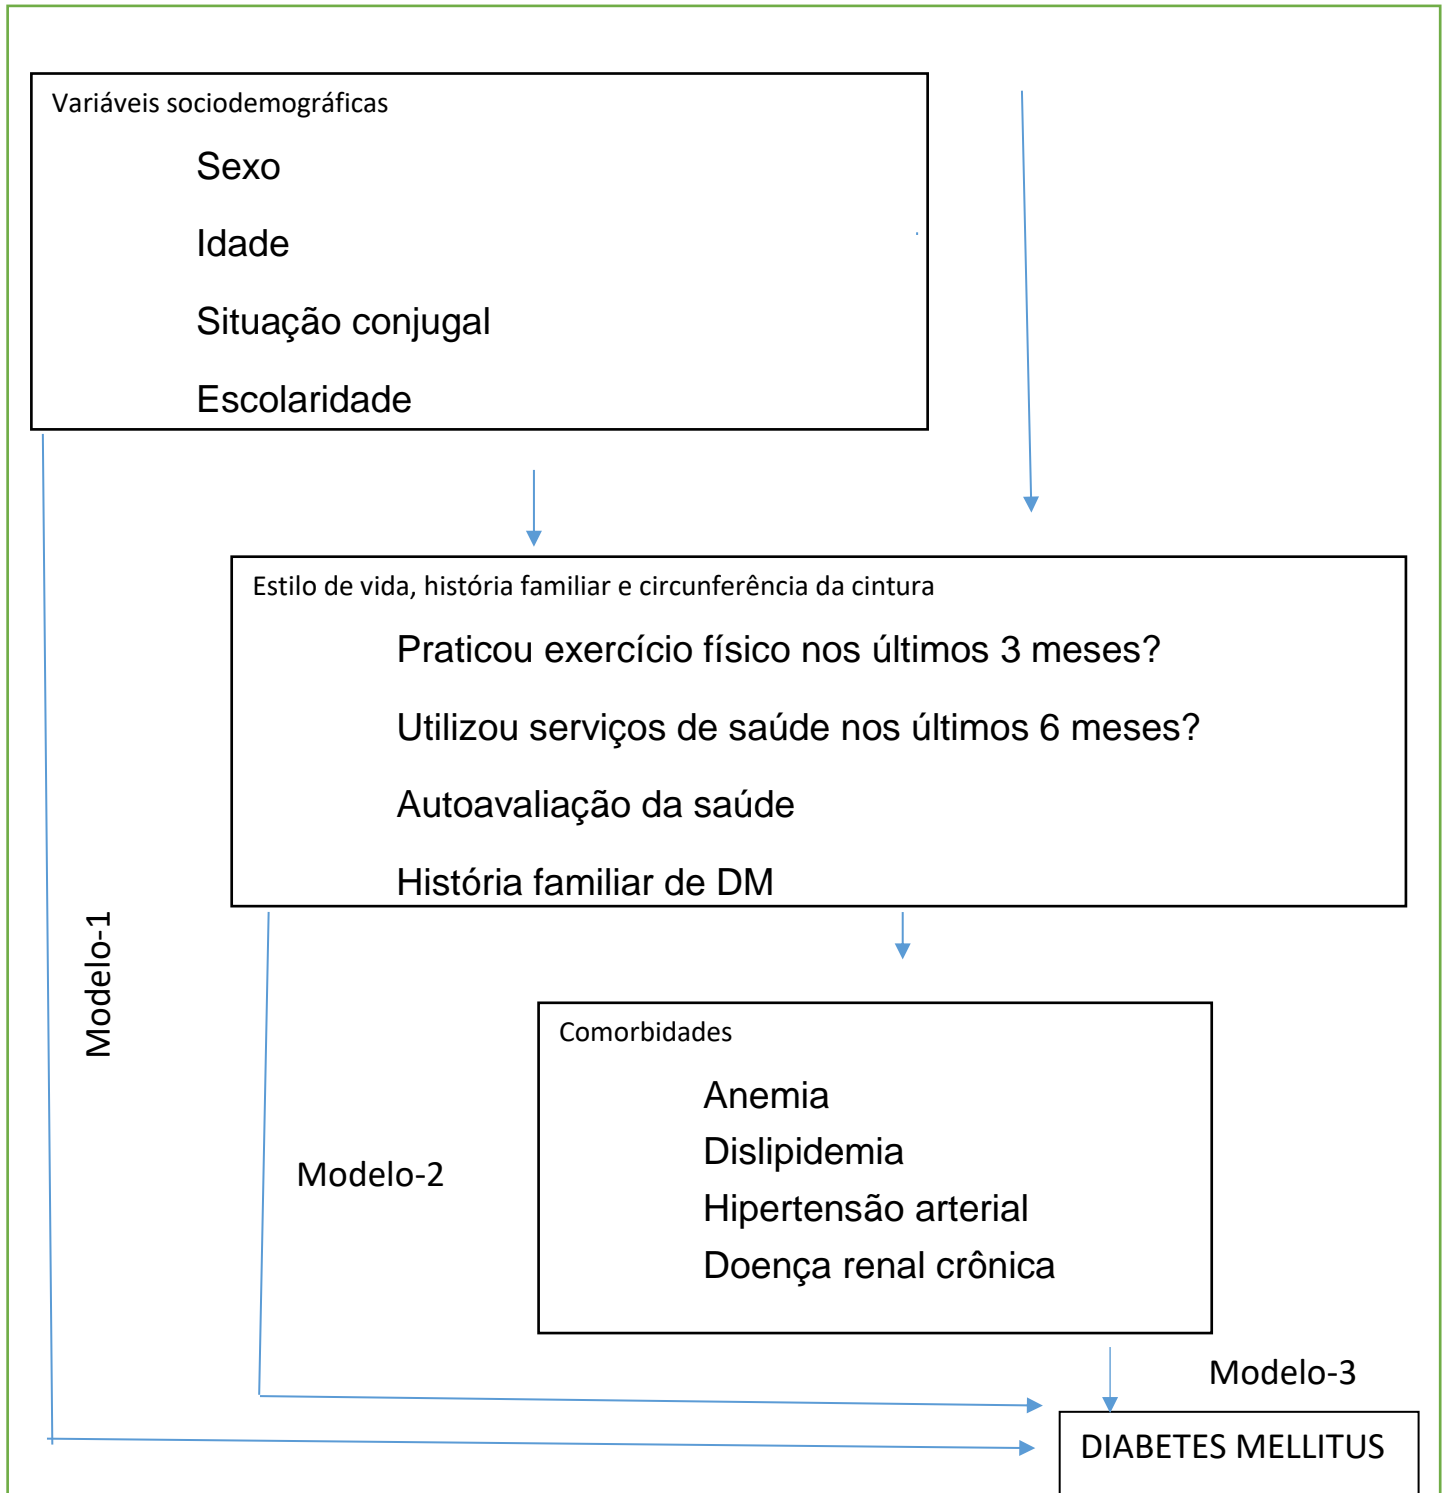 Variáveis sociodemográficas
Sexo
Idade
Situação conjugal
Escolaridade
Estilo de vida, história familiar e circunferência da cintura
Praticou exercício físico nos últimos 3 meses?
Utilizou serviços de saúde nos últimos 6 meses?
Autoavaliação da saúde
História familiar de DM
Modelo-1
Comorbidades
Anemia
Dislipidemia
Hipertensão arterial
Doença renal crônica
Modelo-2
Modelo-3
DIABETES MELLITUS